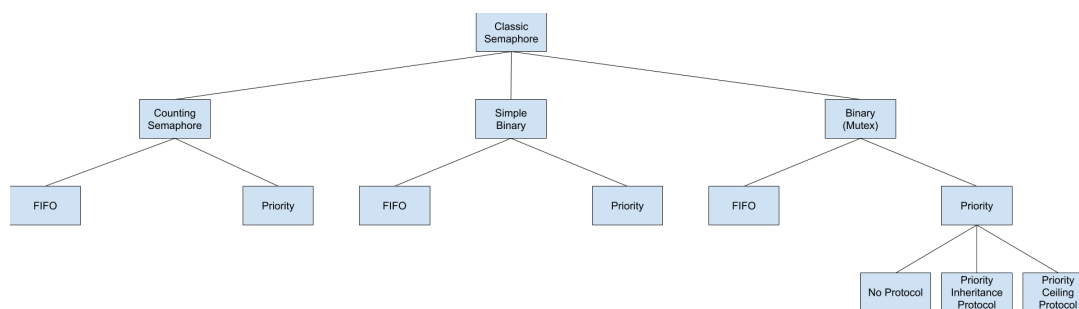 Classic
Semaphore
Counting
Semaphore
Simple
Binary
Binary
(Mutex)
FIFO
Priority
FIFO
Priority
FIFO
Priority
No Protocol
Priority
Inheritance
Protocol
Priority
Ceiling
Protocol